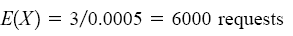 E(X) = 3/0.0005 = 6000 requests